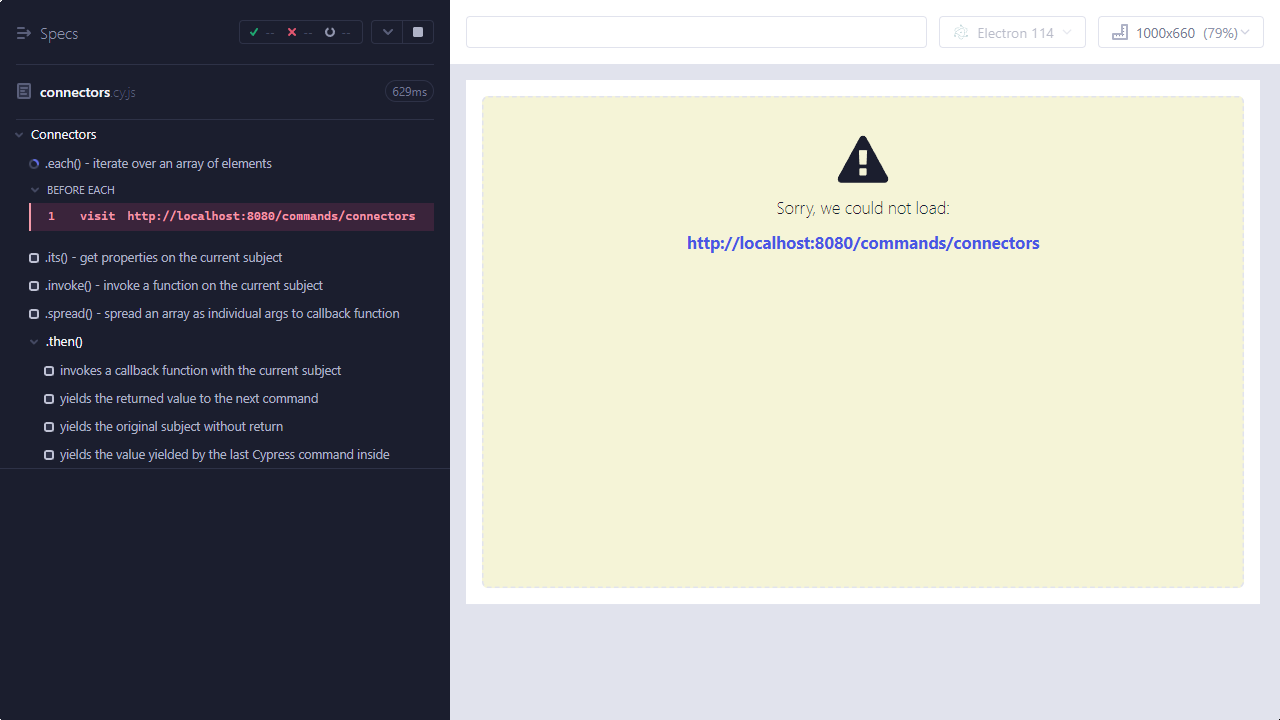 Specs
-- -- --
connectors.cy.js 629ms
Connectors
.each() - iterate over an array of elements
BEFORE EACH
1 visit http://localhost:8080/commands/connectors
.its() - get properties on the current subject
.invoke() - invoke a function on the current subject
.spread() - spread an array as individual args to callback function
.then()
invokes a callback function with the current subject
yields the returned value to the next command
yields the original subject without return
yields the value yielded by the last Cypress command inside
Electron 114
1000x660 (79%)
Sorry, we could not load:
http://localhost:8080/commands/connectors